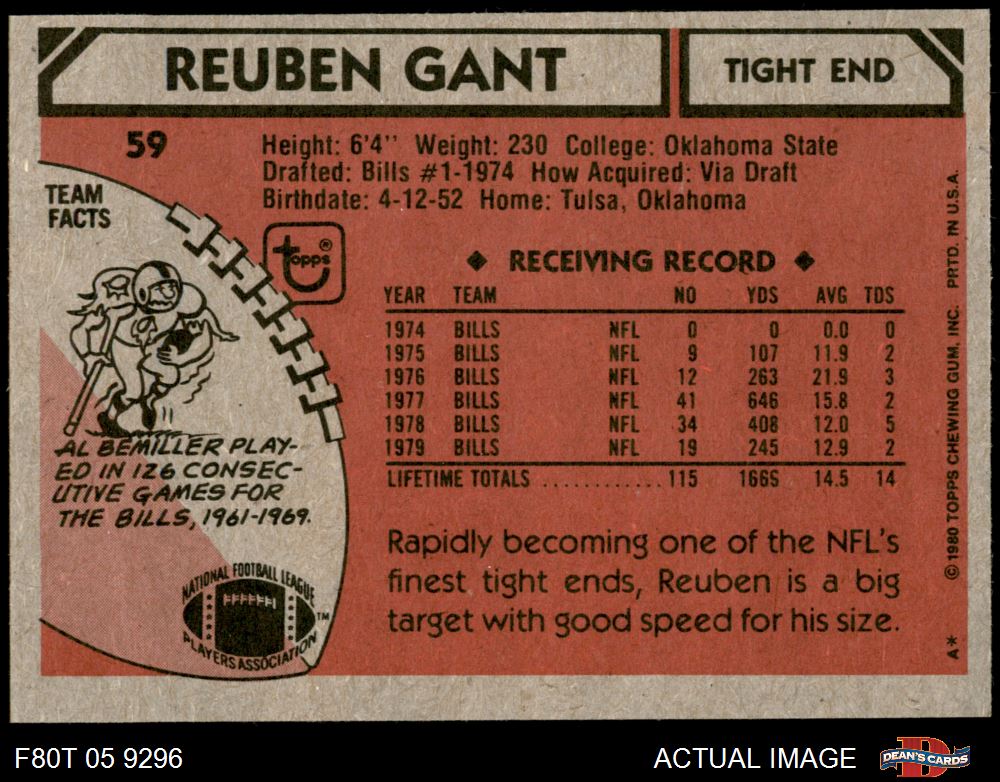 REUBEN GANT
TIGHT END
59
Height: 6'4" Weight: 230 College: Oklahoma State
Drafted: Bills #1-1974 How Acquired: Via Draft
Birthdate: 4-12-52 Home: Tulsa, Oklahoma
TEAM
FACTS
topps®
AL BEMILLER PLAY-
ED IN 126 CONSEC-
UTIVE GAMES FOR
THE BILLS, 1961-1969.
NATIONAL FOOTBALL LEAGUE
PLAYERS ASSOCIATION
TM
◆ RECEIVING RECORD ◆
YEAR TEAM NO YDS AVG TDS
1974 BILLS NFL 0 0 0.0 0
1975 BILLS NFL 9 107 11.9 2
1976 BILLS NFL 12 263 21.9 3
1977 BILLS NFL 41 646 15.8 2
1978 BILLS NFL 34 408 12.0 5
1979 BILLS NFL 19 245 12.9 2
LIFETIME TOTALS ............ 115 1669 14.5 14
Rapidly becoming one of the NFL's
finest tight ends, Reuben is a big
target with good speed for his size.
A* ©1980 TOPPS CHEWING GUM, INC. PRTD. IN U.S.A.
F80T 05 9296
ACTUAL IMAGE
D
DEAN'S CARDS